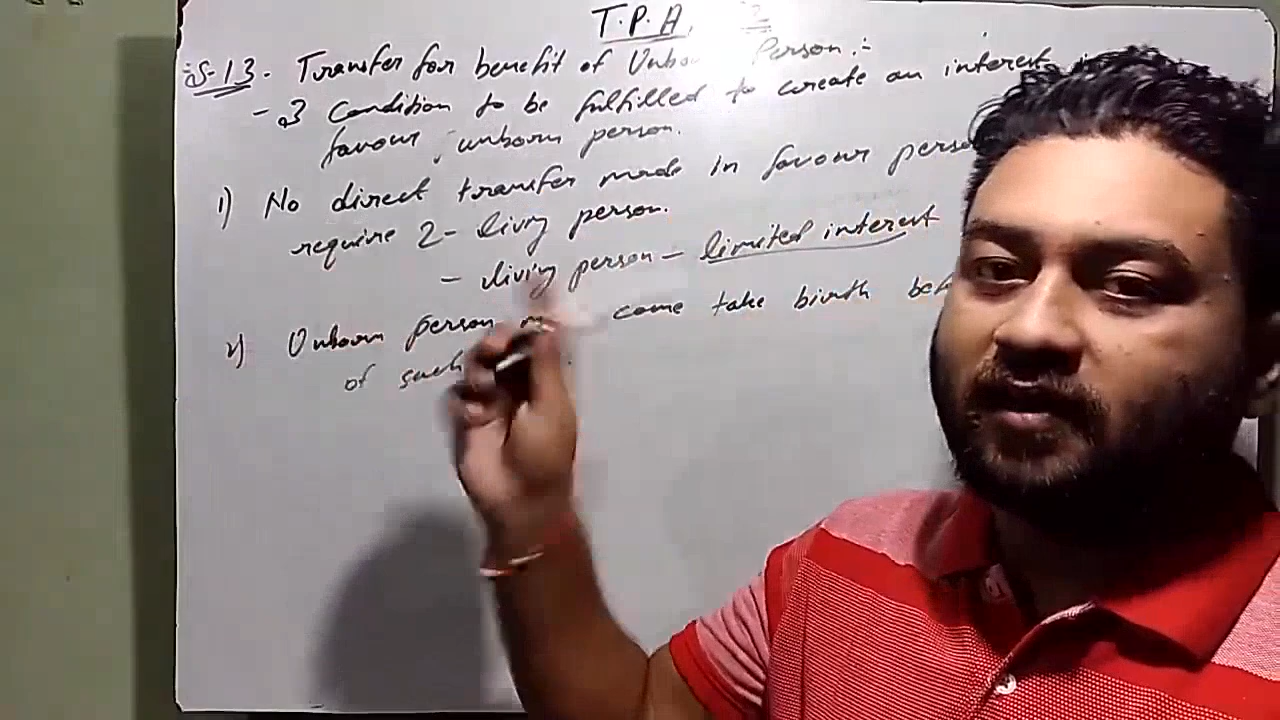 T.P.A.
S-13. Transfer for benefit of Unbo Person :-
- 3 Condition to be fulfilled to create an interest
favour unborn person.
1) No direct transfer made in favour perso
require 2 - living person.
- living person - limited interest
2) Unborn person come take birth bef
of such